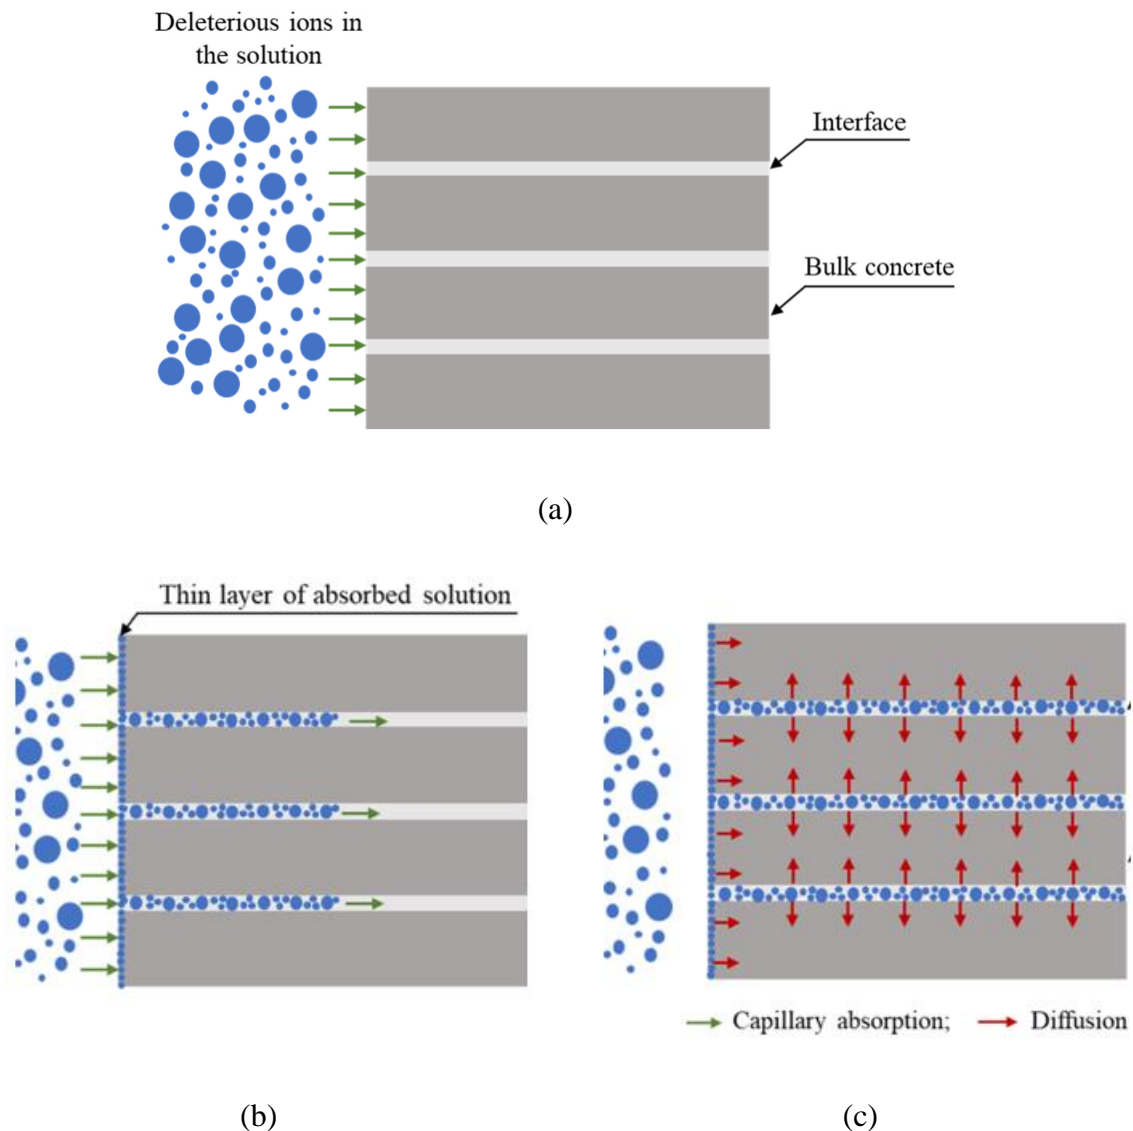 Deleterious ions in
the solution
Interface
Bulk concrete
(a)
Thin layer of absorbed solution
Capillary absorption;
Diffusion
(b)
(c)